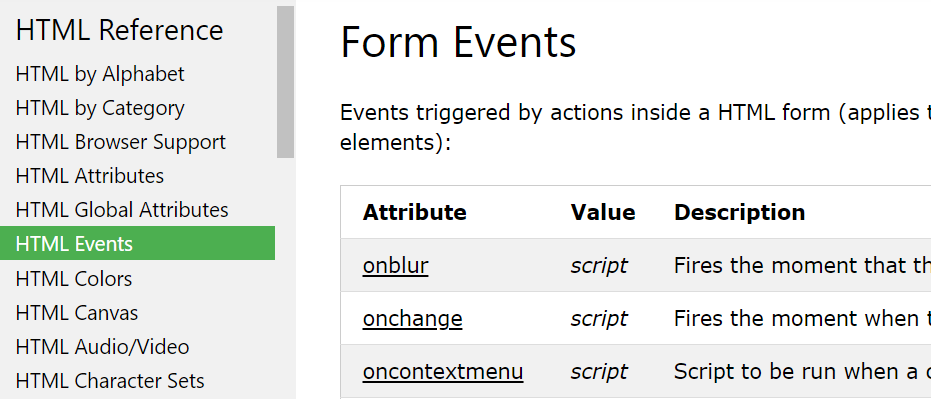 HTML Reference
HTML by Alphabet
HTML by Category
HTML Browser Support
HTML Attributes
HTML Global Attributes
HTML Events
HTML Colors
HTML Canvas
HTML Audio/Video
HTML Character Sets
Form Events
Events triggered by actions inside a HTML form (applies
elements):
Attribute Value Description
onblur script Fires the moment that
onchange script Fires the moment when
oncontextmenu script Script to be run when a